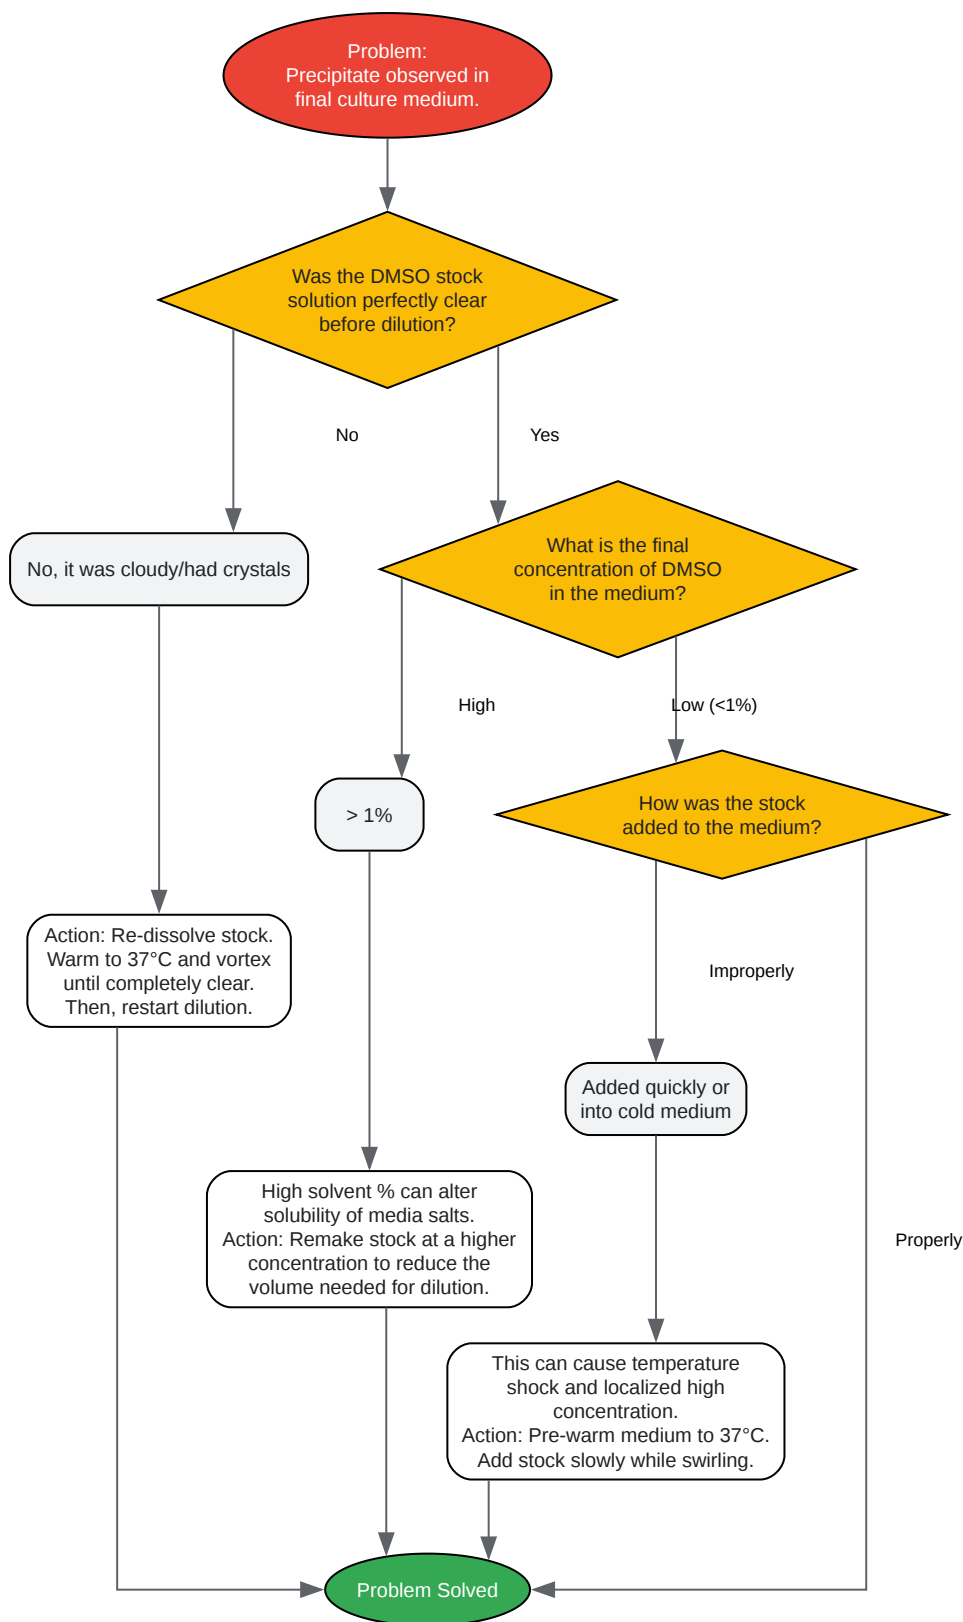 Problem:
Precipitate observed in
final culture medium.
Was the DMSO stock
solution perfectly clear
before dilution?
No
Yes
No, it was cloudy/had crystals
What is the final
concentration of DMSO
in the medium?
High
Low (<1%)
> 1%
How was the stock
added to the medium?
Action: Re-dissolve stock.
Warm to 37°C and vortex
until completely clear.
Then, restart dilution.
Improperly
Added quickly or
into cold medium
High solvent % can alter
solubility of media salts.
Action: Remake stock at a higher
concentration to reduce the
volume needed for dilution.
Properly
This can cause temperature
shock and localized high
concentration.
Action: Pre-warm medium to 37°C.
Add stock slowly while swirling.
Problem Solved